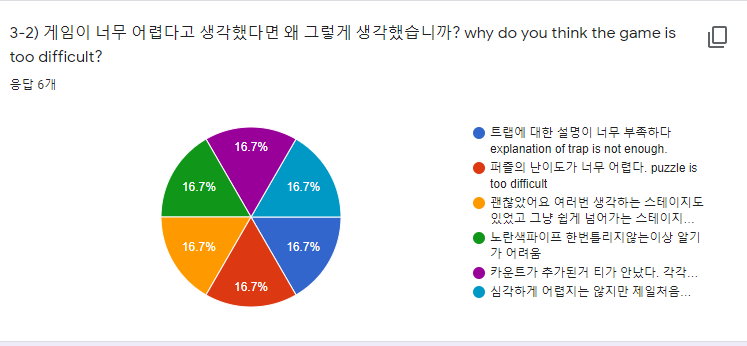 3-2) 게임이 너무 어렵다고 생각했다면 왜 그렇게 생각했습니까? why do you think the game is
too difficult?
응답 6개
16.7%
16.7%
16.7%
16.7%
16.7%
16.7%
트랩에 대한 설명이 너무 부족하다
explanation of trap is not enough.
퍼즐의 난이도가 너무 어렵다. puzzle is
too difficult
괜찮았어요 여러번 생각하는 스테이지도
있었고 그냥 쉽게 넘어가는 스테이지…
노란색파이프 한번틀리지않는이상 알기
가 어려움
카운트가 추가된거 티가 안났다. 각각…
심각하게 어렵지는 않지만 제일처음…